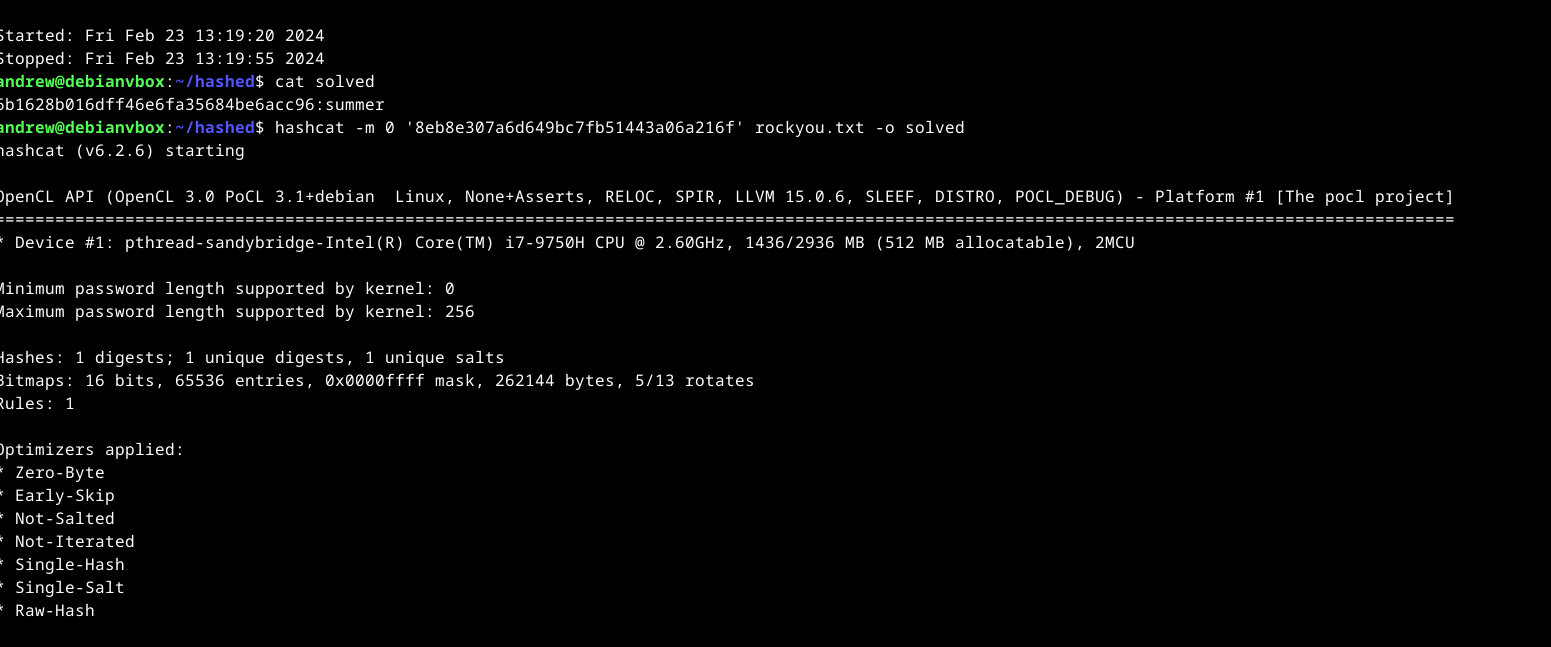 Started: Fri Feb 23 13:19:20 2024
Stopped: Fri Feb 23 13:19:55 2024
andrew@debianvbox:~/hashed$ cat solved
6b1628b016dff46e6fa35684be6acc96:summer
andrew@debianvbox:~/hashed$ hashcat -m 0 '8eb8e307a6d649bc7fb51443a06a216f' rockyou.txt -o solved
hashcat (v6.2.6) starting
OpenCL API (OpenCL 3.0 PoCL 3.1+debian  Linux, None+Asserts, RELOC, SPIR, LLVM 15.0.6, SLEEF, DISTRO, POCL_DEBUG) - Platform #1 [The pocl project]
==================================================================================================================================================
* Device #1: pthread-sandybridge-Intel(R) Core(TM) i7-9750H CPU @ 2.60GHz, 1436/2936 MB (512 MB allocatable), 2MCU
Minimum password length supported by kernel: 0
Maximum password length supported by kernel: 256
Hashes: 1 digests; 1 unique digests, 1 unique salts
Bitmaps: 16 bits, 65536 entries, 0x0000ffff mask, 262144 bytes, 5/13 rotates
Rules: 1
Optimizers applied:
* Zero-Byte
* Early-Skip
* Not-Salted
* Not-Iterated
* Single-Hash
* Single-Salt
* Raw-Hash